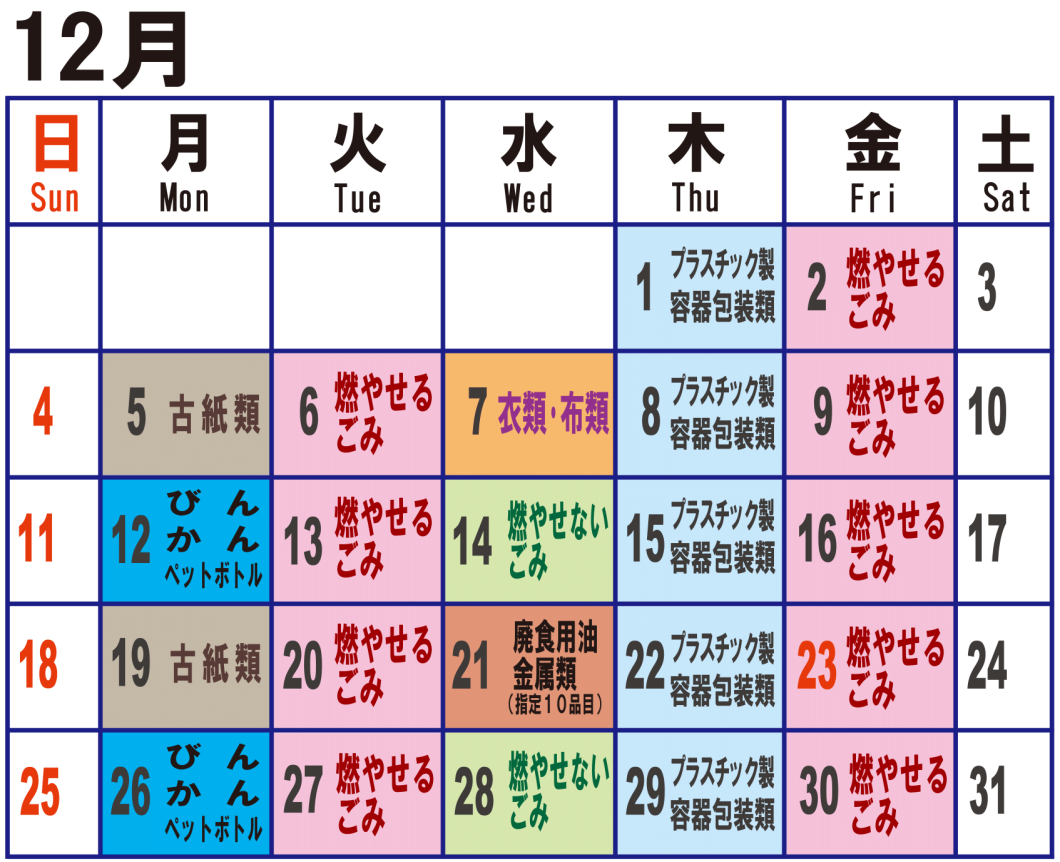 12月
日 月 火 水 木 金 土
Sun Mon Tue Wed Thu Fri Sat
1 プラスチック製
容器包装類
2 燃やせる
ごみ
3
4
5 古紙類
6 燃やせる
ごみ
7 衣類・布類
8 プラスチック製
容器包装類
9 燃やせる
ごみ
10
11
12 びん
かん
ペットボトル
13 燃やせる
ごみ
14 燃やせない
ごみ
15 プラスチック製
容器包装類
16 燃やせる
ごみ
17
18
19 古紙類
20 燃やせる
ごみ
21 廃食用油
金属類
（指定１０品目）
22 プラスチック製
容器包装類
23 燃やせる
ごみ
24
25
26 びん
かん
ペットボトル
27 燃やせる
ごみ
28 燃やせない
ごみ
29 プラスチック製
容器包装類
30 燃やせる
ごみ
31